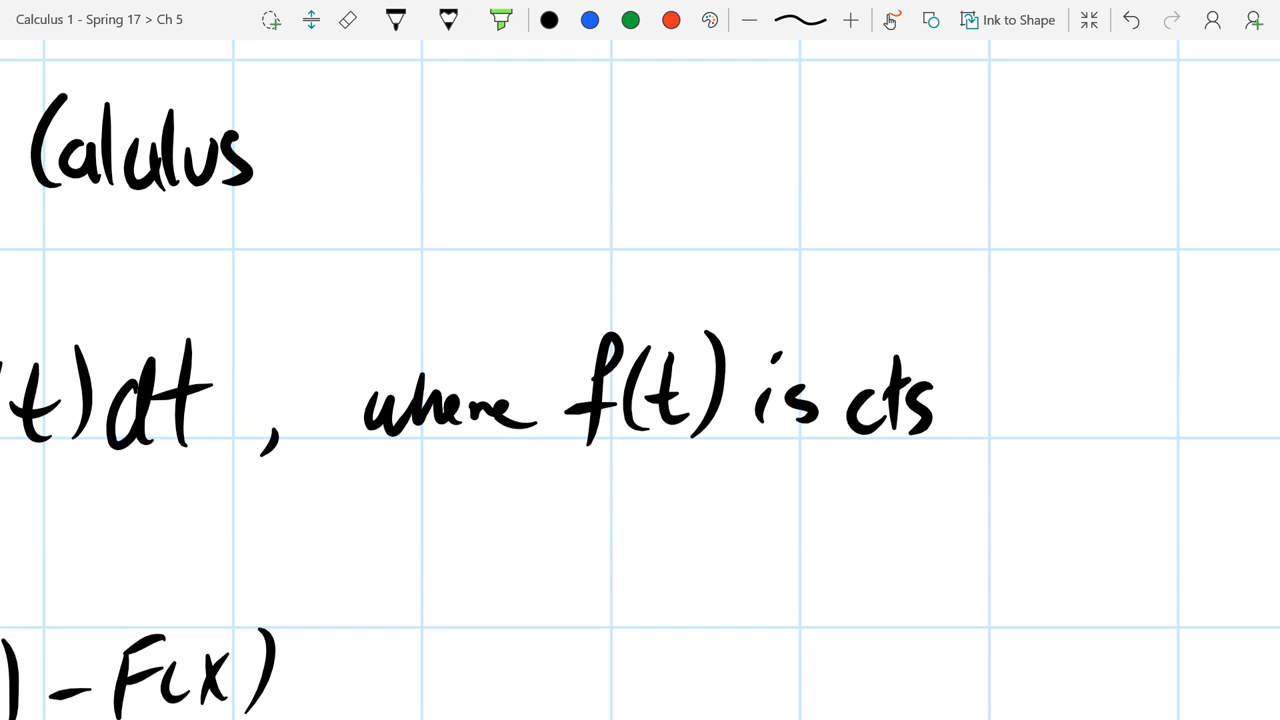 Calculus 1 - Spring 17 > Ch 5 Ink to Shape
Calulus
t)dt , where f(t) is cts
) - F(x)